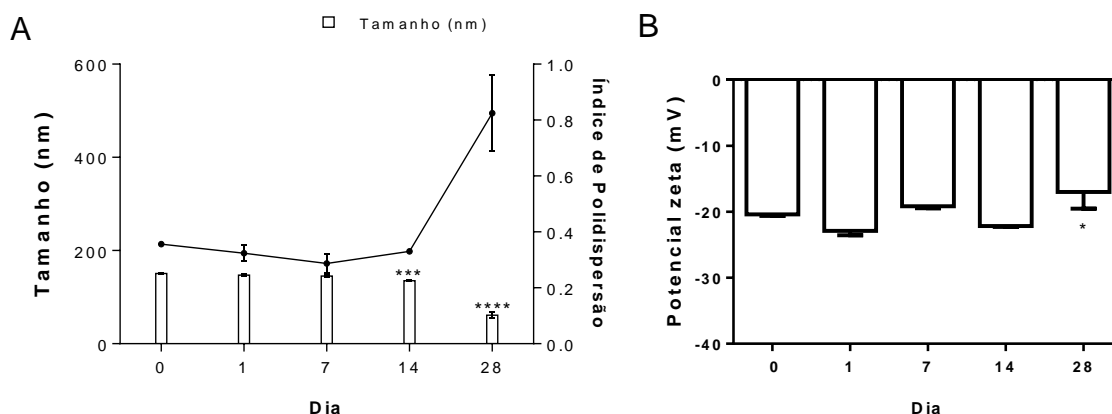 A
Tamanho (nm)
Tamanho (nm)
600
400
200
0
***
****
1.0
0.8
0.6
0.4
0.2
0.0
Índice de Polidispersão
0 1 7 14 28
Dia
B
Potencial zeta (mV)
0
-10
-20
-30
-40
*
0 1 7 14 28
Dia